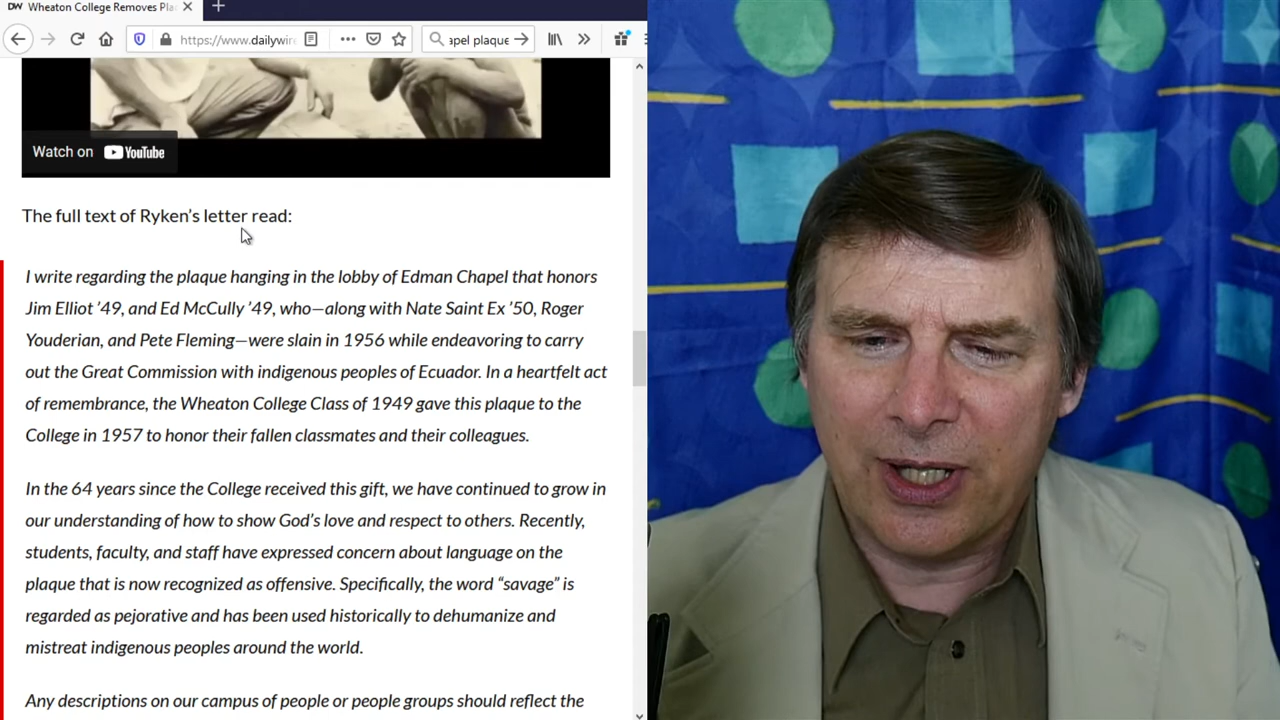 DW Wheaton College Removes Pla
https://www.dailywir
apel plaque
Watch on YouTube
The full text of Ryken's letter read:
I write regarding the plaque hanging in the lobby of Edman Chapel that honors
Jim Elliot '49, and Ed McCully '49, who—along with Nate Saint Ex '50, Roger
Youderian, and Pete Fleming—were slain in 1956 while endeavoring to carry
out the Great Commission with indigenous peoples of Ecuador. In a heartfelt act
of remembrance, the Wheaton College Class of 1949 gave this plaque to the
College in 1957 to honor their fallen classmates and their colleagues.
In the 64 years since the College received this gift, we have continued to grow in
our understanding of how to show God's love and respect to others. Recently,
students, faculty, and staff have expressed concern about language on the
plaque that is now recognized as offensive. Specifically, the word “savage” is
regarded as pejorative and has been used historically to dehumanize and
mistreat indigenous peoples around the world.
Any descriptions on our campus of people or people groups should reflect the